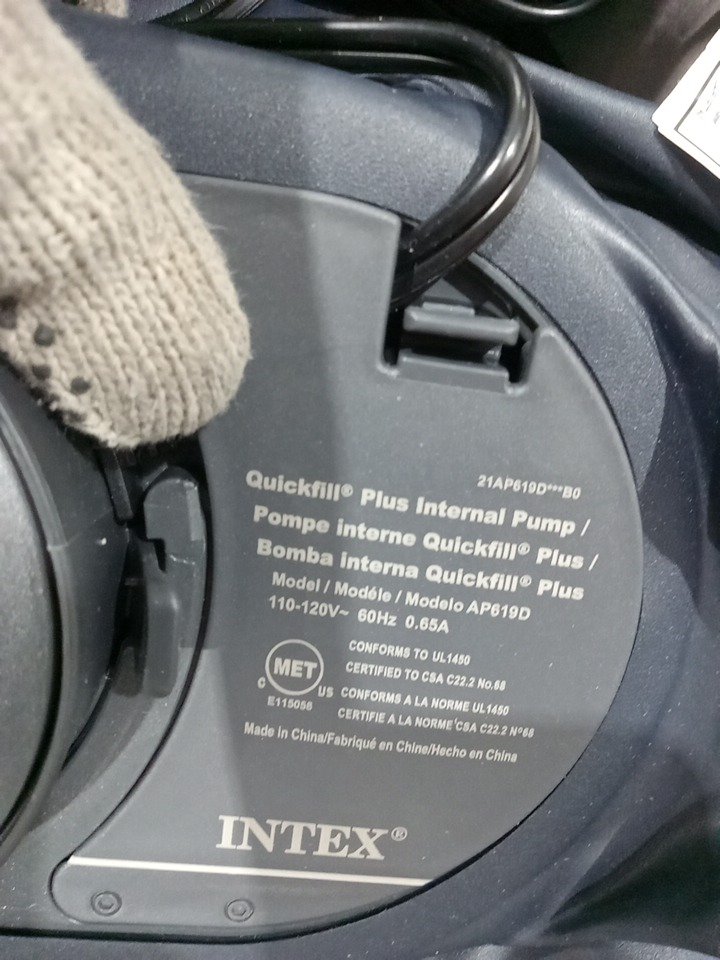 21AP619D***B0
Quickfill® Plus Internal Pump /
Pompe interne Quickfill® Plus /
Bomba interna Quickfill® Plus
Model / Modéle / Modelo AP619D
110-120V~ 60Hz 0.65A
MET
C US
E115056
CONFORMS TO UL1450
CERTIFIED TO CSA C22.2 No.68
CONFORMS A LA NORME UL1450
CERTIFIE A LA NORME CSA C22.2 N°68
Made in China/Fabriqué en Chine/Hecho en China
INTEX®